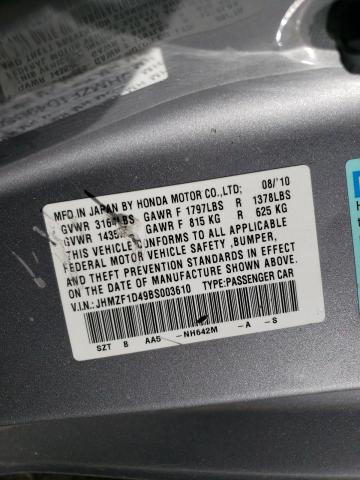 MFD. IN JAPAN BY HONDA MOTOR CO.,LTD; 08/'10
GVWR 3164LBS GAWR F 1797LBS R 1378LBS
GVWR 1435 GAWR F 815 KG R 625 KG
THIS VEHICLE CONFORMS TO ALL APPLICABLE
FEDERAL MOTOR VEHICLE SAFETY ,BUMPER,
AND THEFT PREVENTION STANDARDS IN EFFECT
ON THE DATE OF MANUFACTURE SHOWN ABOVE.
V.I.N.: JHMZF1D49BS003610 TYPE:PASSENGER CAR
SZT 8 AA5 -NH642M -A -S